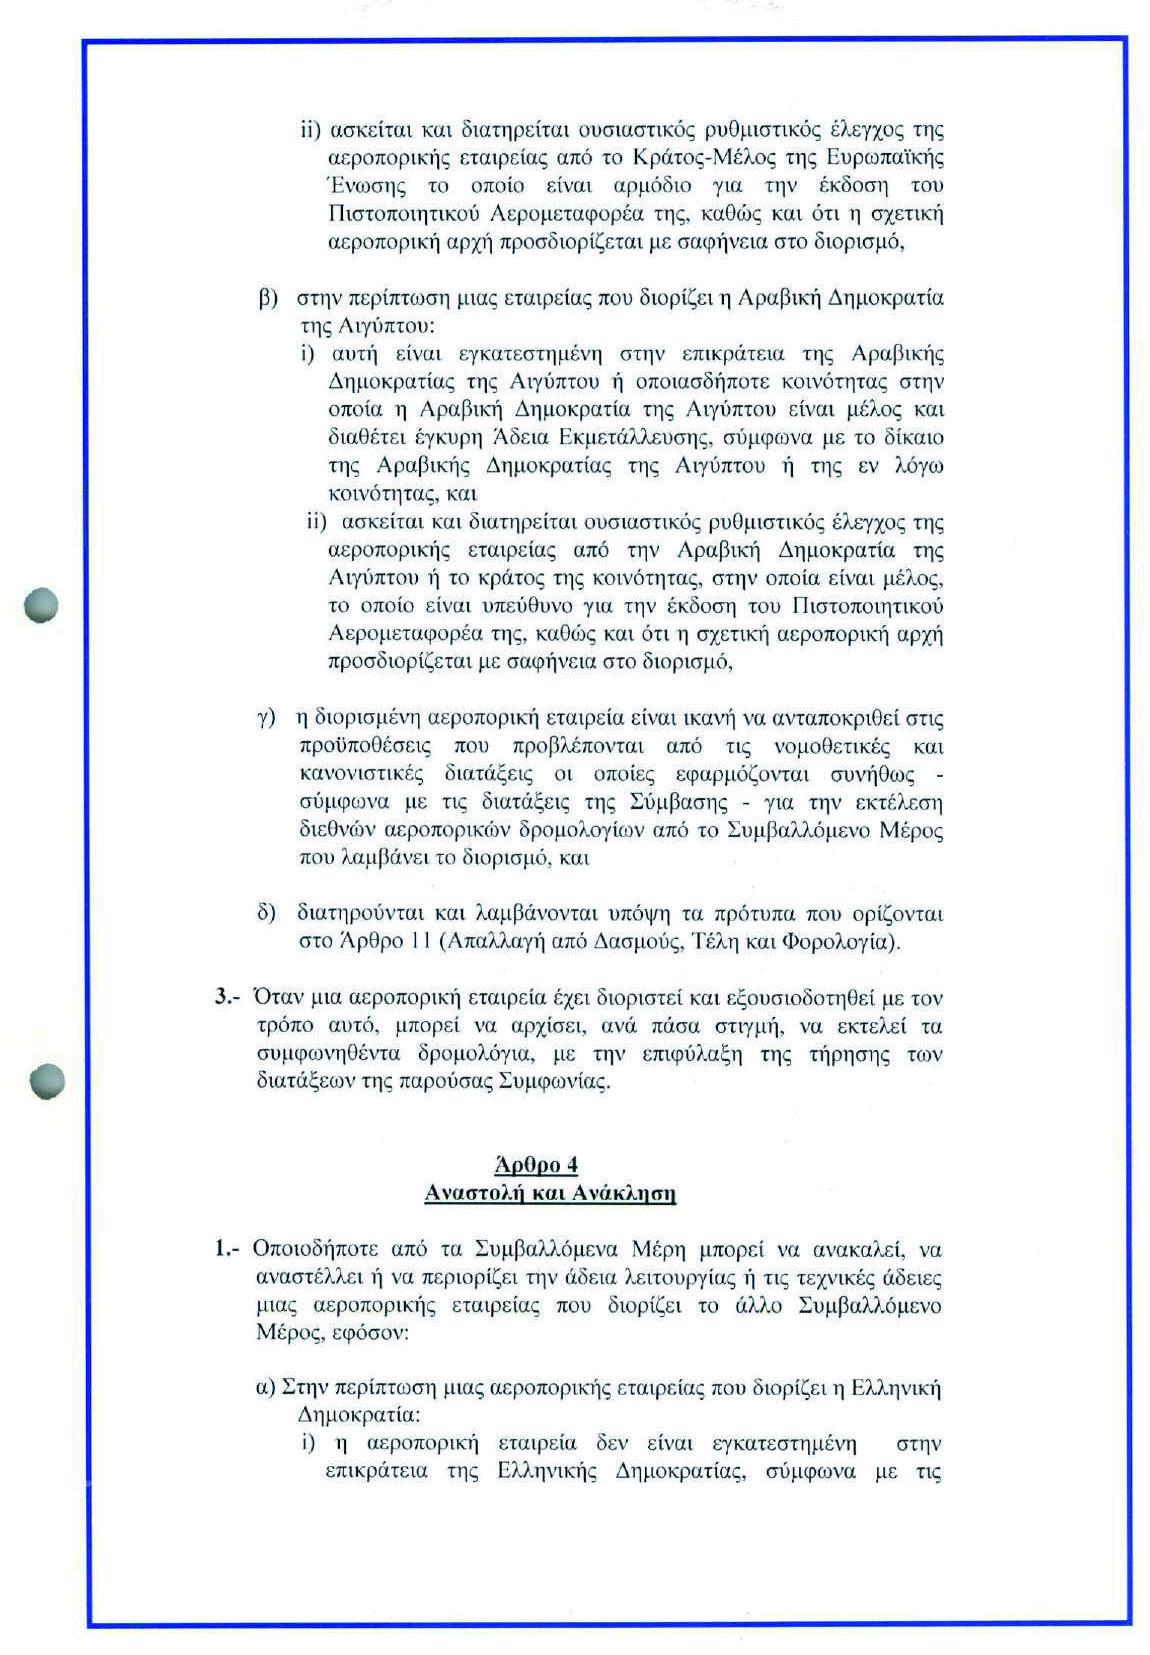 ii) ασκείται και διατηρείται ουσιαστικός ρυθμιστικός έλεγχος της
αεροπορικής εταιρείας από το Κράτος-Μέλος της Ευρωπαϊκής
Ένωσης το οποίο είναι αρμόδιο για την έκδοση του
Πιστοποιητικού Αερομεταφορέα της, καθώς και ότι η σχετική
αεροπορική αρχή προσδιορίζεται με σαφήνεια στο διορισμό,
β) στην περίπτωση μιας εταιρείας που διορίζει η Αραβική Δημοκρατία
της Αιγύπτου:
i) αυτή είναι εγκατεστημένη στην επικράτεια της Αραβικής
Δημοκρατίας της Αιγύπτου ή οποιασδήποτε κοινότητας στην
οποία η Αραβική Δημοκρατία της Αιγύπτου είναι μέλος και
διαθέτει έγκυρη Άδεια Εκμετάλλευσης, σύμφωνα με το δίκαιο
της Αραβικής Δημοκρατίας της Αιγύπτου ή της εν λόγω
κοινότητας, και
ii) ασκείται και διατηρείται ουσιαστικός ρυθμιστικός έλεγχος της
αεροπορικής εταιρείας από την Αραβική Δημοκρατία της
Αιγύπτου ή το κράτος της κοινότητας, στην οποία είναι μέλος,
το οποίο είναι υπεύθυνο για την έκδοση του Πιστοποιητικού
Αερομεταφορέα της, καθώς και ότι η σχετική αεροπορική αρχή
προσδιορίζεται με σαφήνεια στο διορισμό,
γ) η διορισμένη αεροπορική εταιρεία είναι ικανή να ανταποκριθεί στις
προϋποθέσεις που προβλέπονται από τις νομοθετικές και
κανονιστικές διατάξεις οι οποίες εφαρμόζονται συνήθως -
σύμφωνα με τις διατάξεις της Σύμβασης - για την εκτέλεση
διεθνών αεροπορικών δρομολογίων από το Συμβαλλόμενο Μέρος
που λαμβάνει το διορισμό, και
δ) διατηρούνται και λαμβάνονται υπόψη τα πρότυπα που ορίζονται
στο Άρθρο 11 (Απαλλαγή από Δασμούς, Τέλη και Φορολογία).
3.- Όταν μια αεροπορική εταιρεία έχει διοριστεί και εξουσιοδοτηθεί με τον
τρόπο αυτό, μπορεί να αρχίσει, ανά πάσα στιγμή, να εκτελεί τα
συμφωνηθέντα δρομολόγια, με την επιφύλαξη της τήρησης των
διατάξεων της παρούσας Συμφωνίας.
Άρθρο 4
Αναστολή και Ανάκληση
1.- Οποιοδήποτε από τα Συμβαλλόμενα Μέρη μπορεί να ανακαλεί, να
αναστέλλει ή να περιορίζει την άδεια λειτουργίας ή τις τεχνικές άδειες
μιας αεροπορικής εταιρείας που διορίζει το άλλο Συμβαλλόμενο
Μέρος, εφόσον:
α) Στην περίπτωση μιας αεροπορικής εταιρείας που διορίζει η Ελληνική
Δημοκρατία:
i) η αεροπορική εταιρεία δεν είναι εγκατεστημένη στην
επικράτεια της Ελληνικής Δημοκρατίας, σύμφωνα με τις